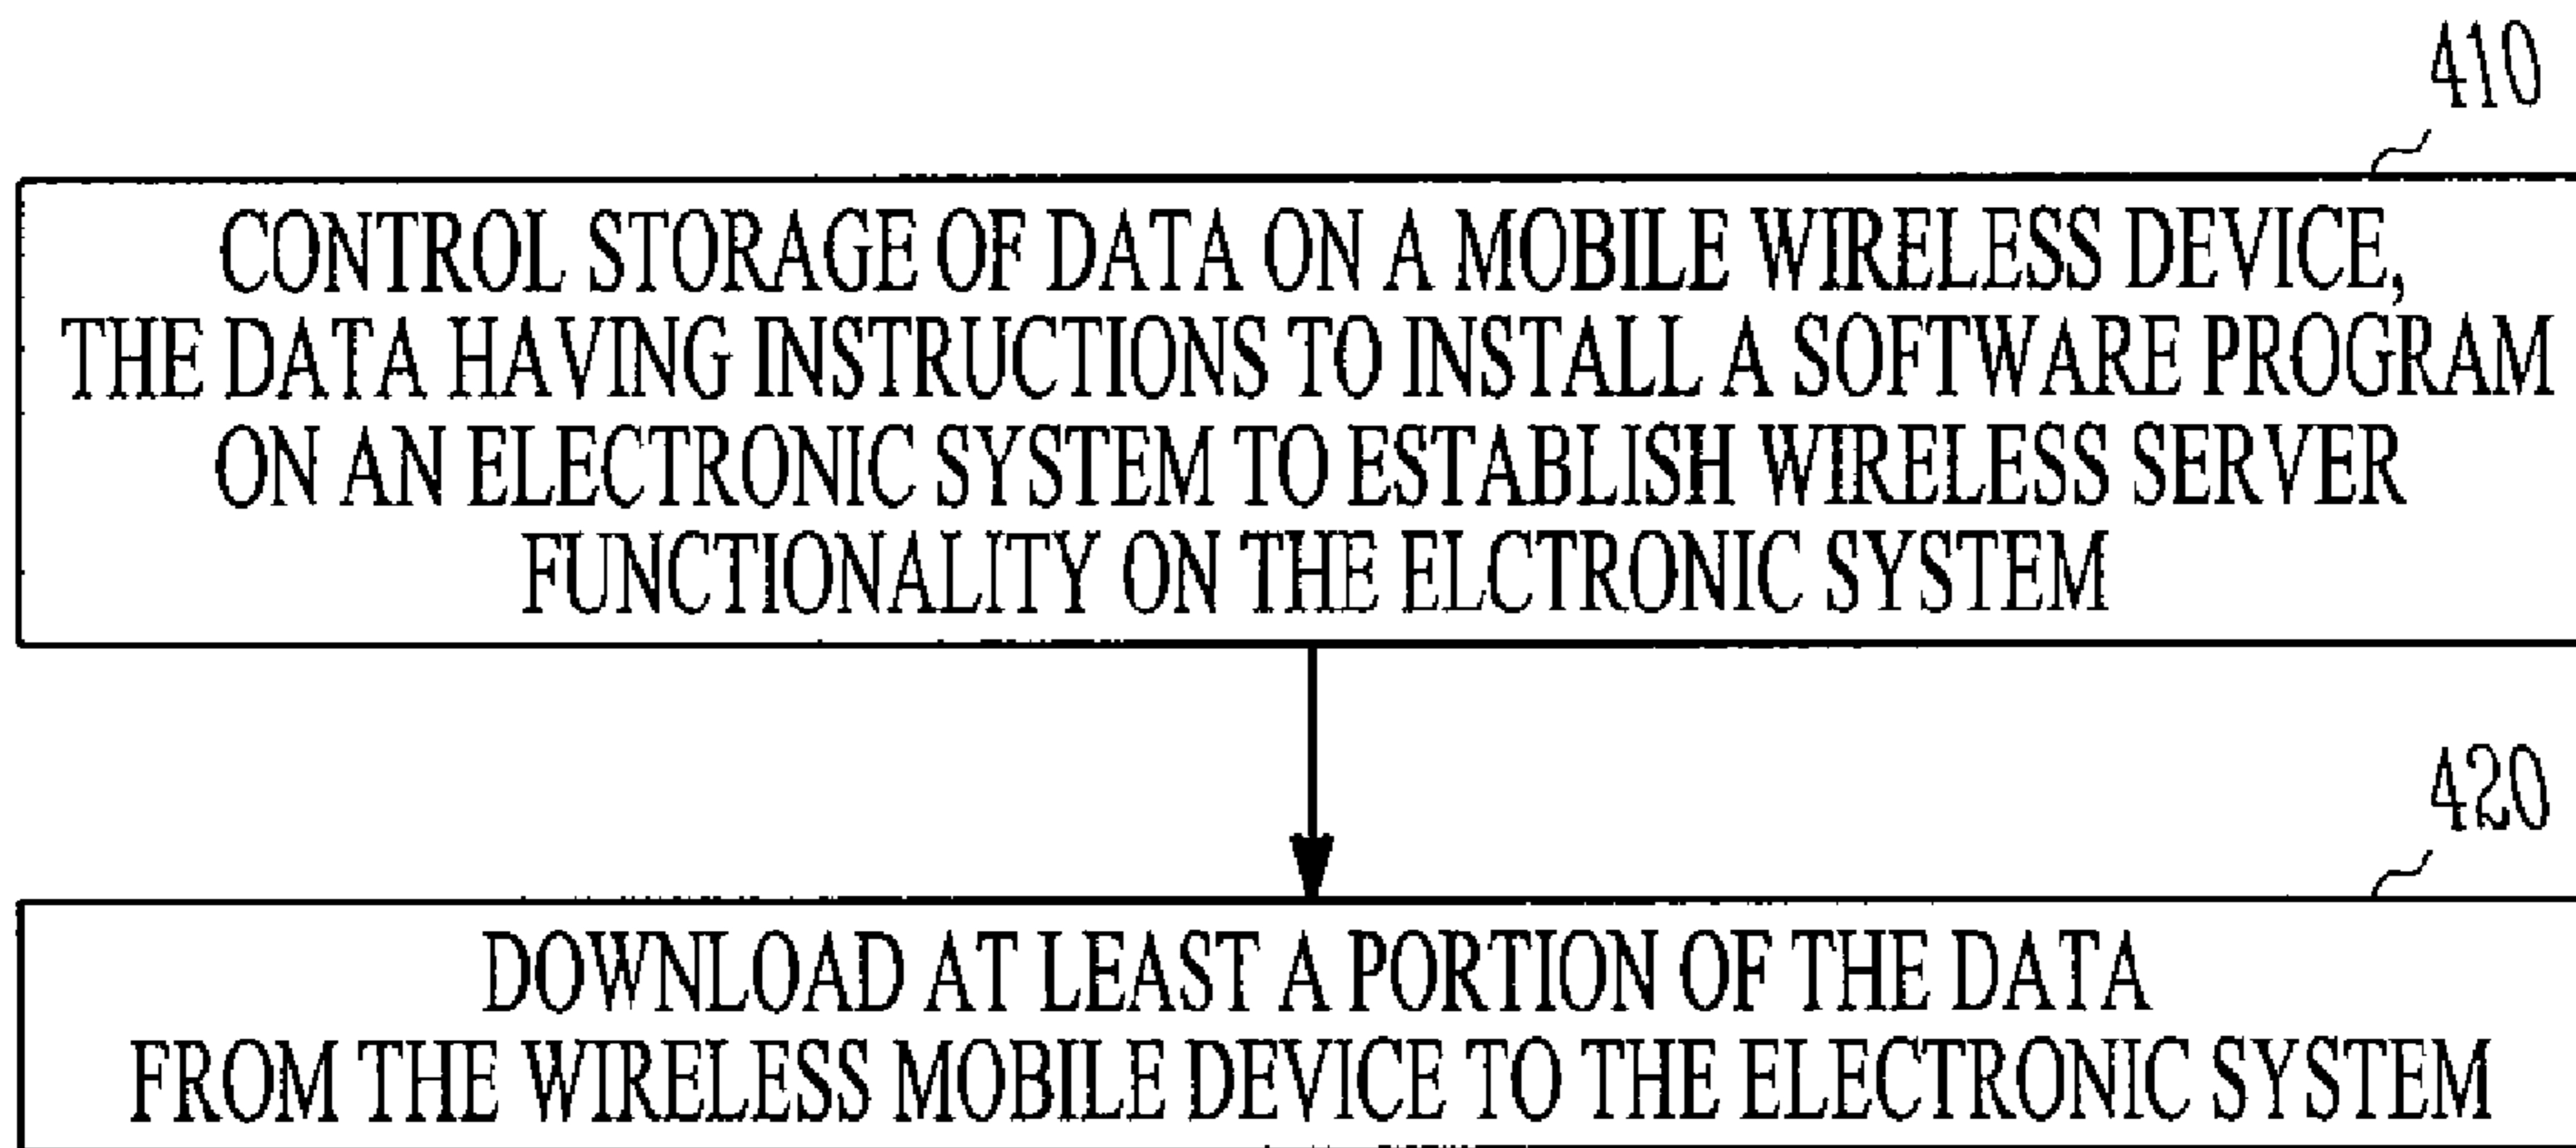 410
CONTROL STORAGE OF DATA ON A MOBILE WIRELESS DEVICE,
THE DATA HAVING INSTRUCTIONS TO INSTALL A SOFTWARE PROGRAM
ON AN ELECTRONIC SYSTEM TO ESTABLISH WIRELESS SERVER
FUNCTIONALITY ON THE ELCTRONIC SYSTEM
420
DOWNLOAD AT LEAST A PORTION OF THE DATA
FROM THE WIRELESS MOBILE DEVICE TO THE ELECTRONIC SYSTEM